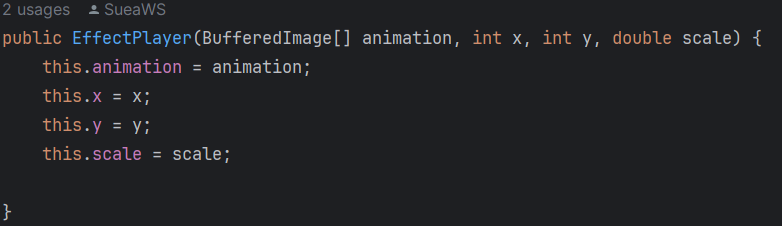 2 usages SueaWS
public EffectPlayer(BufferedImage[] animation, int x, int y, double scale) {
    this.animation = animation;
    this.x = x;
    this.y = y;
    this.scale = scale;
}